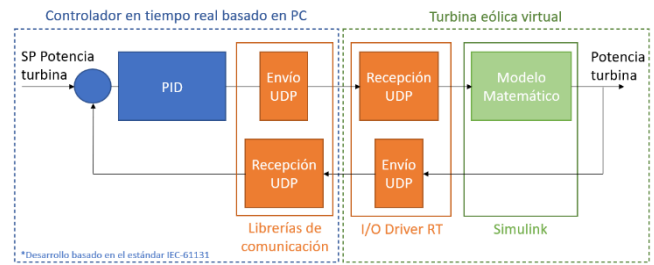 Controlador en tiempo real basado en PC
Turbina eólica virtual
SP Potencia
turbina
PID
Envío
UDP
Recepción
UDP
Modelo
Matemático
Potencia
turbina
Recepción
UDP
Envío
UDP
Librerías de
comunicación
I/O Driver RT
Simulink
*Desarrollo basado en el estándar IEC-61131